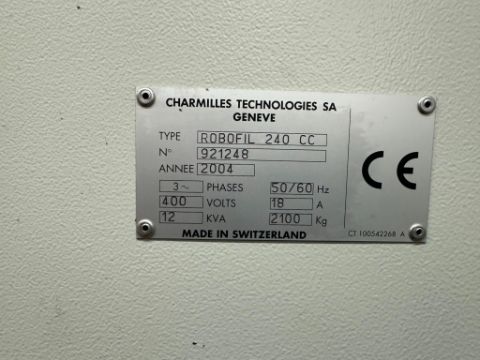 CHARMILLES TECHNOLOGIES SA
GENEVE
TYPE ROBOFIL 240 CC
N° 921248
ANNEE 2004
3~ PHASES 50/60 Hz
400 VOLTS 18 A
12 KVA 2100 Kg
MADE IN SWITZERLAND
CE
CT 100542268 A